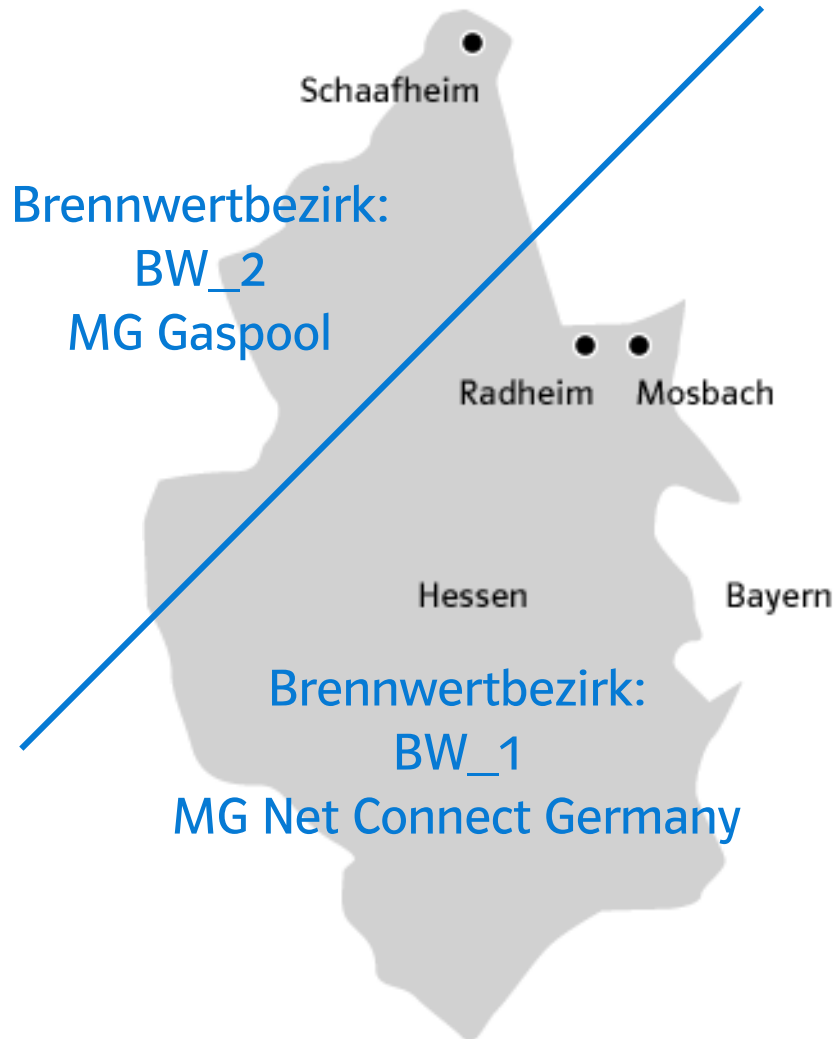 Schaafheim
Brennwertbezirk:
BW_2
MG Gaspool
Radheim
Mosbach
Hessen
Bayern
Brennwertbezirk:
BW_1
MG Net Connect Germany